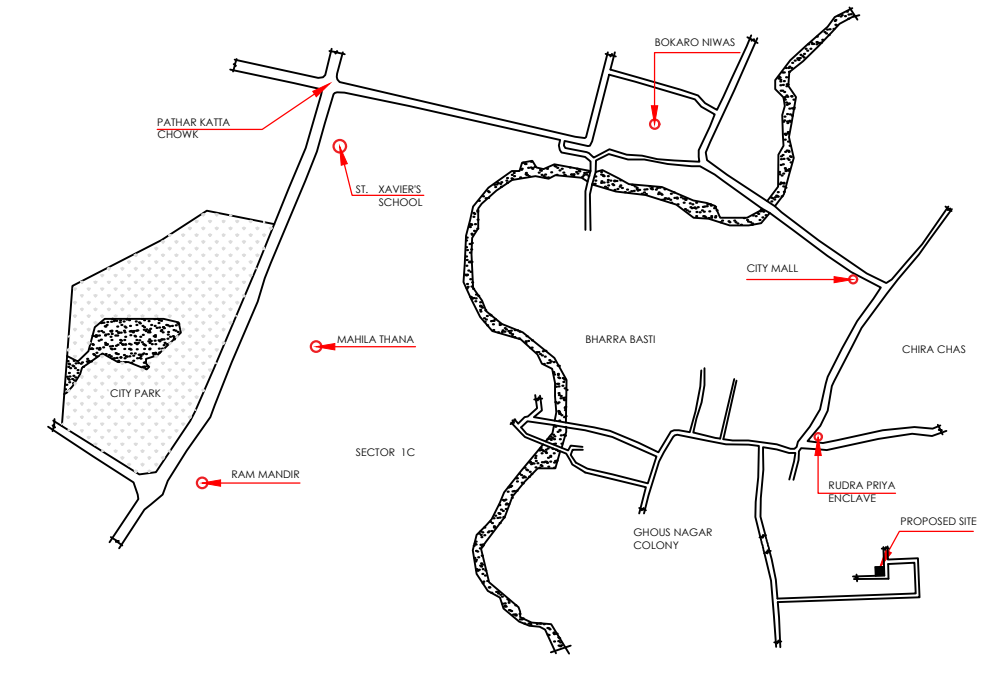 BOKARO NIWAS
PATHAR KATTA
CHOWK
ST. XAVIER'S
SCHOOL
CITY MALL
MAHILA THANA
BHARRA BASTI
CHIRA CHAS
CITY PARK
SECTOR 1C
RAM MANDIR
RUDRA PRIYA
ENCLAVE
PROPOSED SITE
GHOUS NAGAR
COLONY